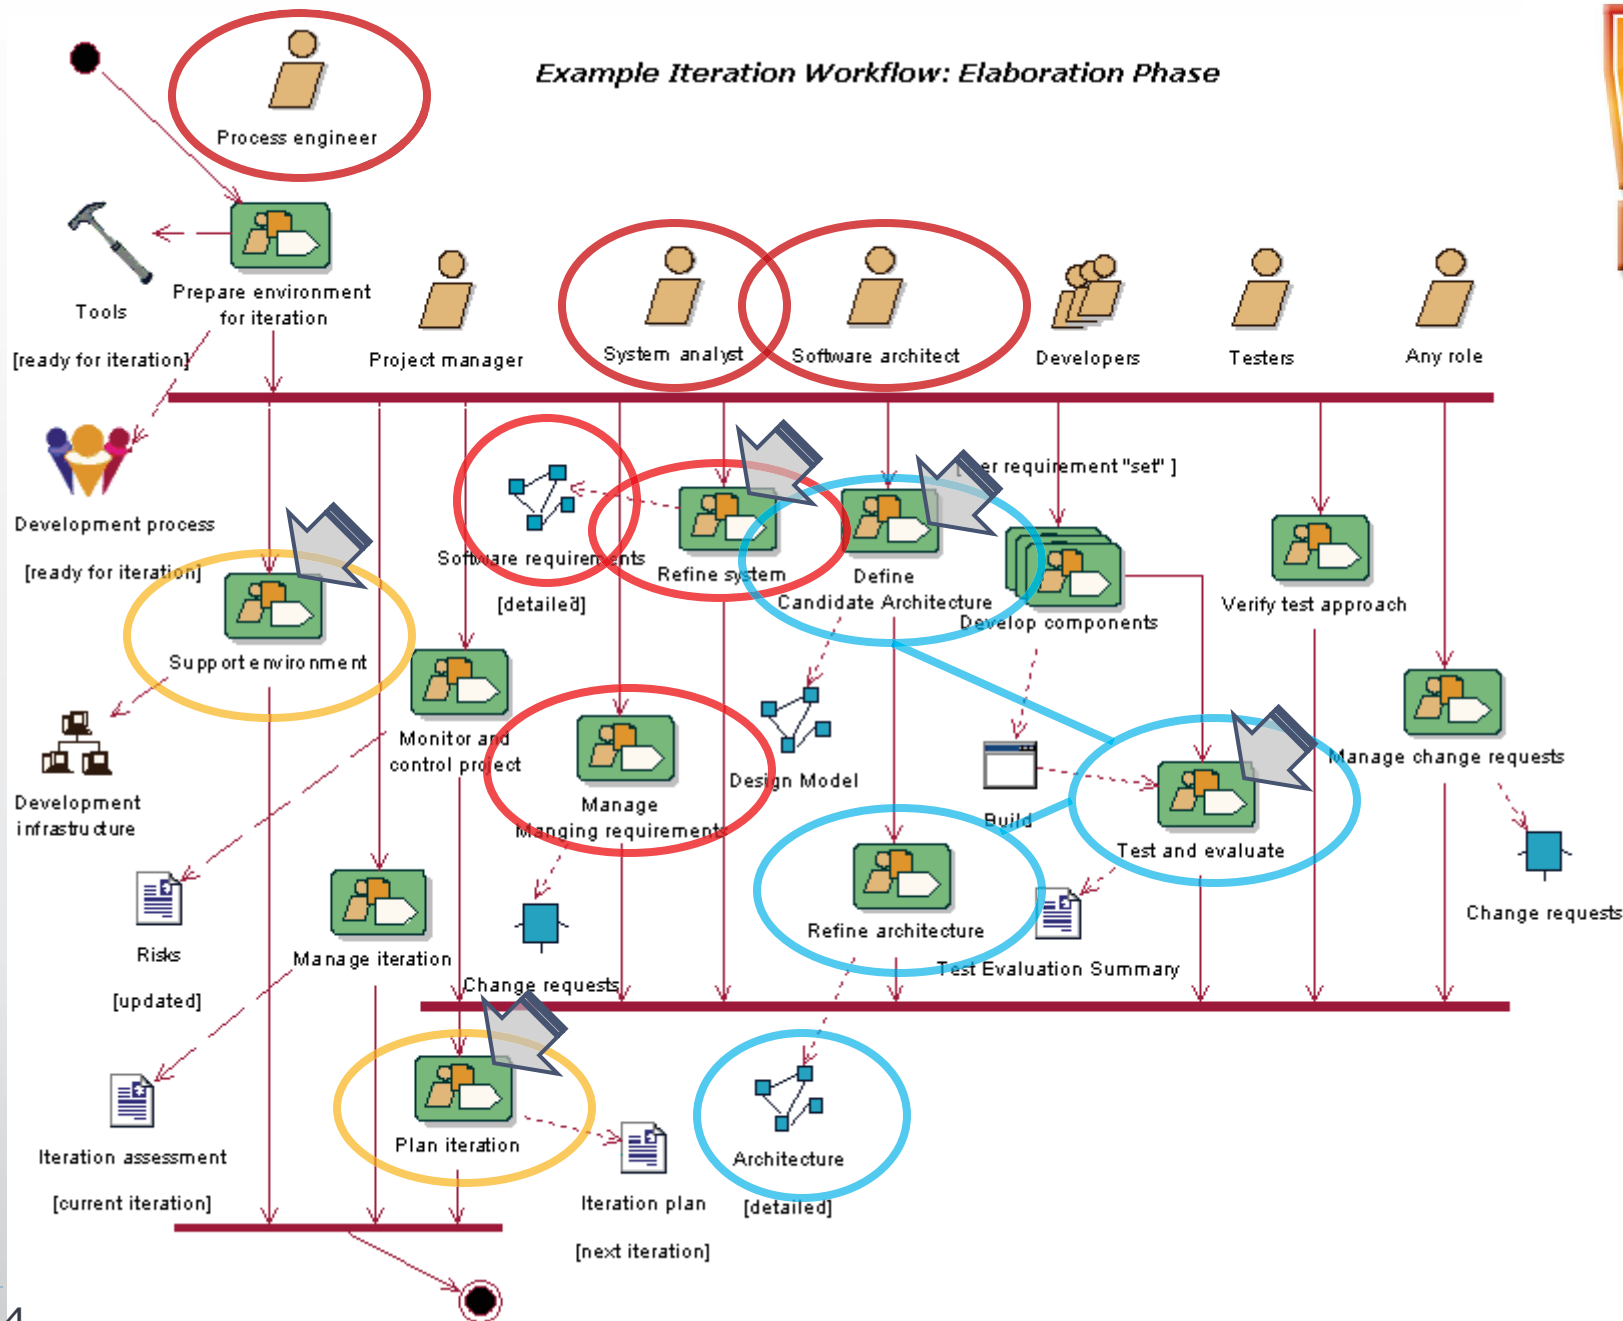 Example Iteration Workflow: Elaboration Phase
Process engineer
Tools
Prepare environment
for iteration
[ready for iteration]
Project manager
System analyst
Software architect
Developers
Testers
Any role
Development process
[ready for iteration]
Software requirements
[detailed]
Refine system
Define
Candidate Architecture
requirement "set" ]
Develop components
Verify test approach
Support environment
Monitor and
control project
Manage
Manging requirements
Design Model
Build
Test and evaluate
Manage change requests
Development
infrastructure
Risks
[updated]
Manage iteration
Change requests
Refine architecture
Test Evaluation Summary
Change requests
Iteration assessment
[current iteration]
Plan iteration
Iteration plan
[next iteration]
Architecture
[detailed]